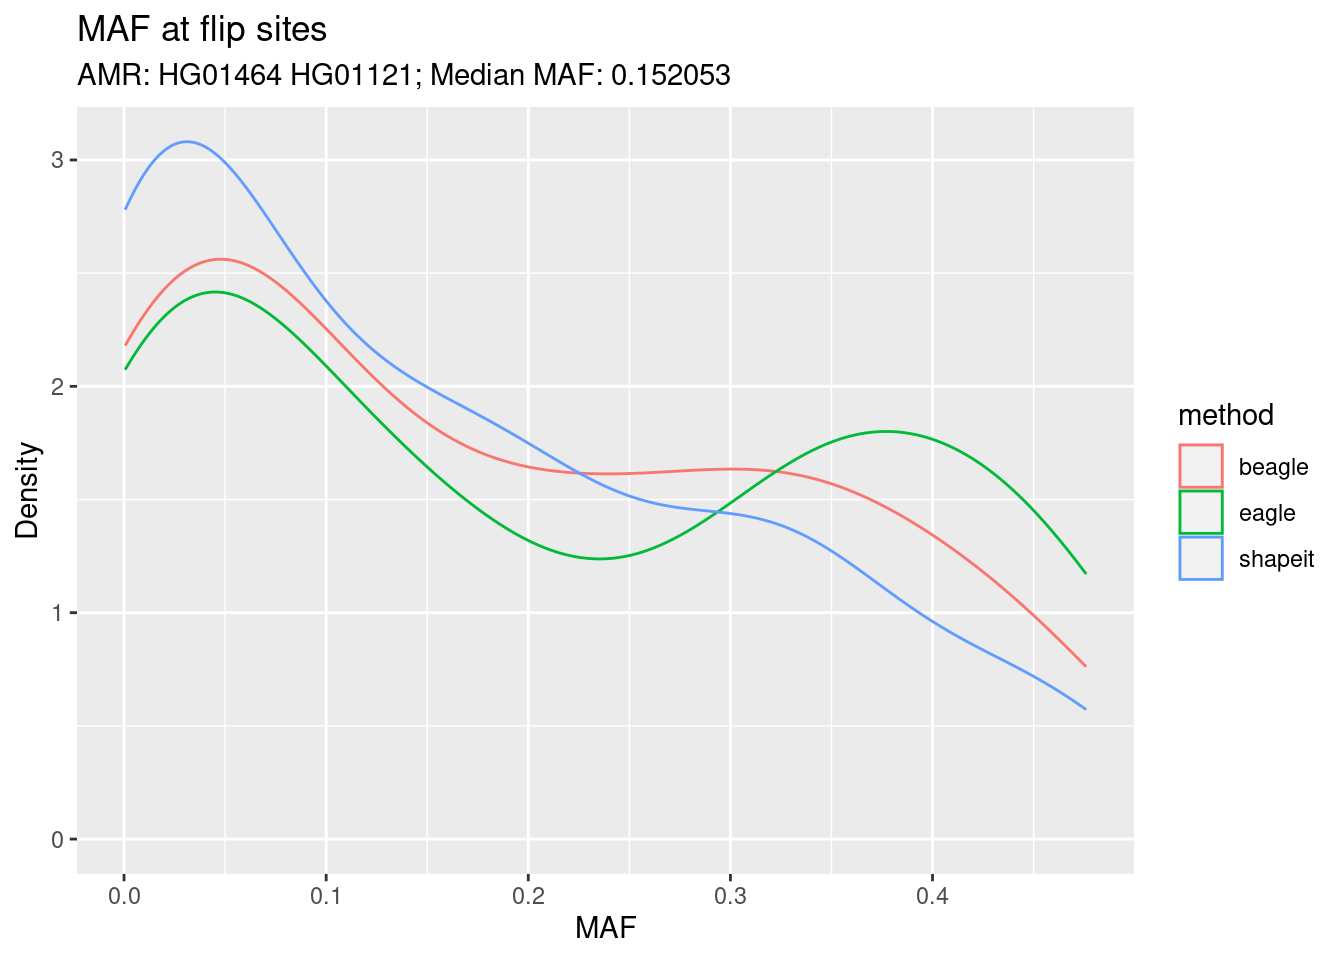 MAF at flip sites
AMR: HG01464 HG01121; Median MAF: 0.152053
3
2
1
0
Density
0.0 0.1 0.2 0.3 0.4
MAF
method
beagle
eagle
shapeit